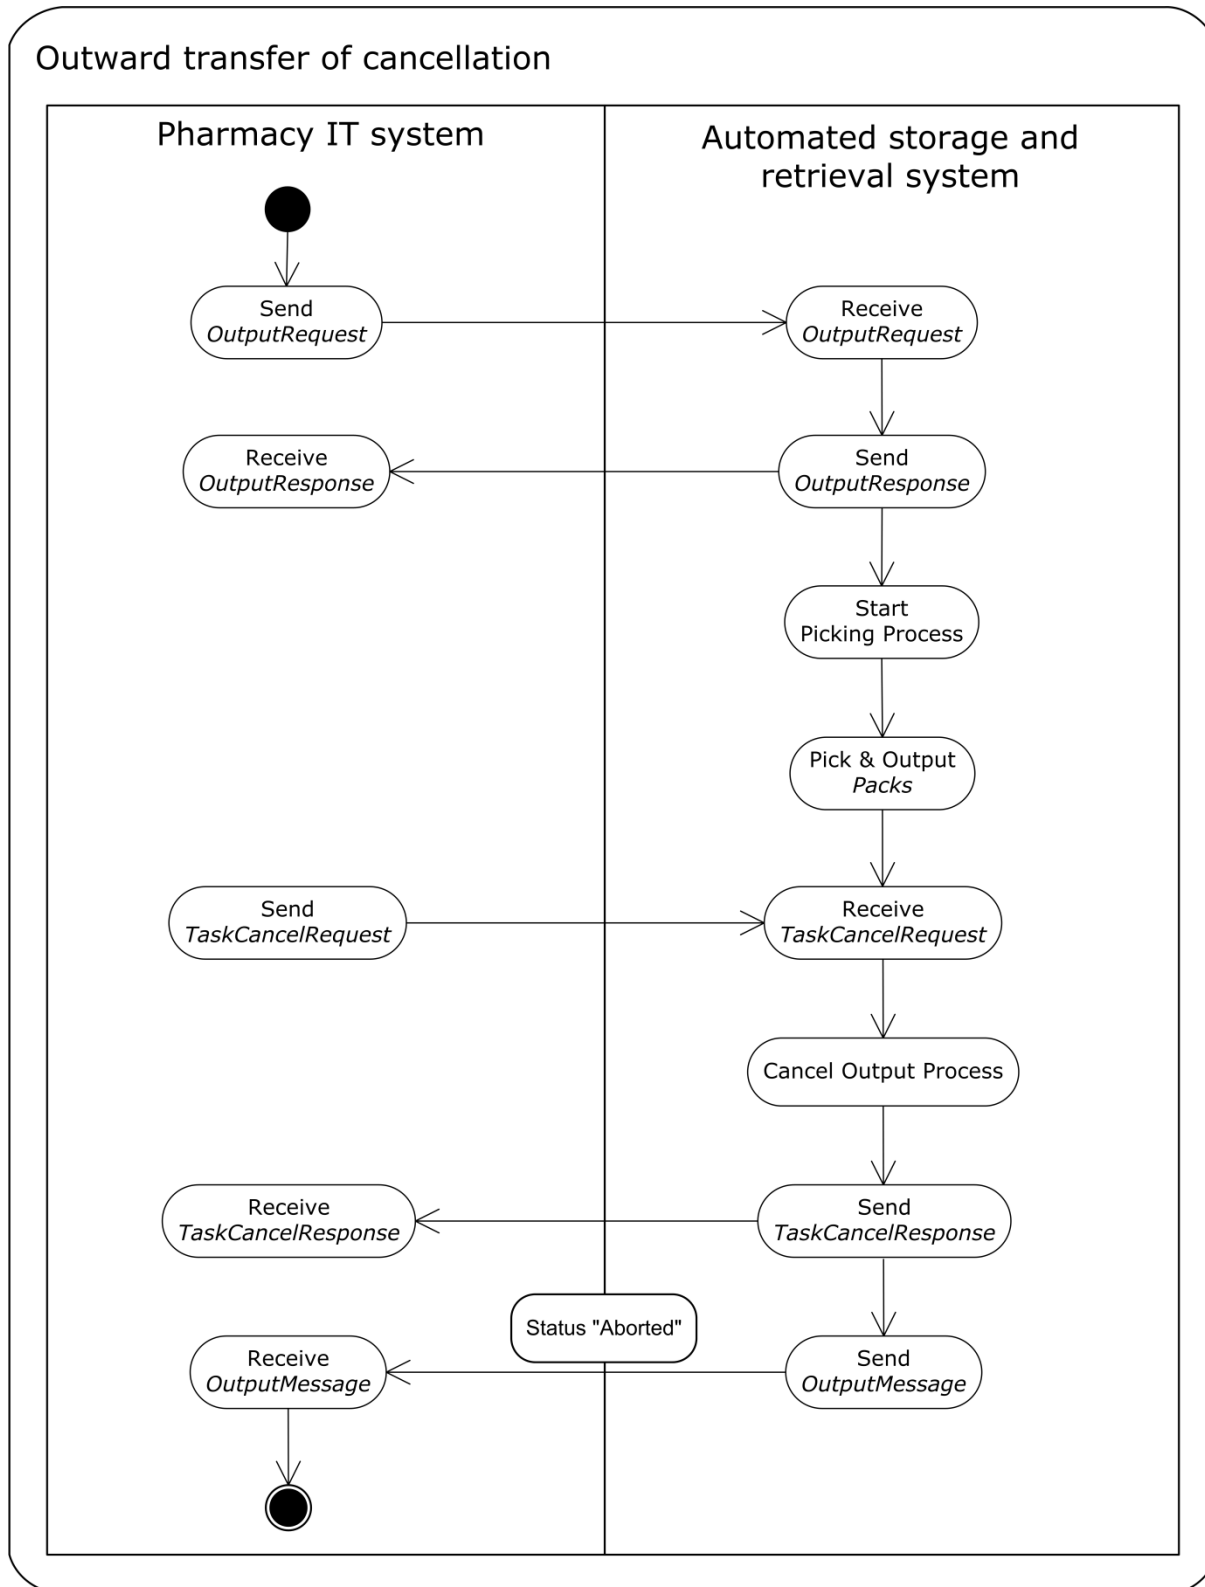 Outward transfer of cancellation
Pharmacy IT system
Automated storage and
retrieval system
Send
OutputRequest
Receive
OutputRequest
Receive
OutputResponse
Send
OutputResponse
Start
Picking Process
Pick & Output
Packs
Send
TaskCancelRequest
Receive
TaskCancelRequest
Cancel Output Process
Receive
TaskCancelResponse
Send
TaskCancelResponse
Status "Aborted"
Receive
OutputMessage
Send
OutputMessage